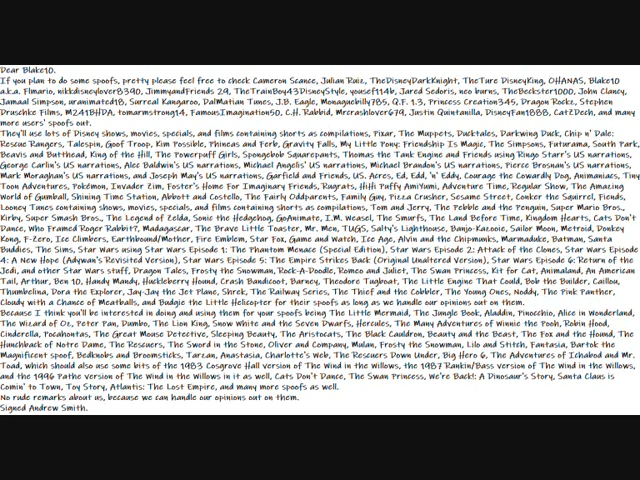 Dear Blake10.
If you plan to do some spoofs, pretty please feel free to check Cameron Scance, Julian Ruiz, TheDisneyDarkKnight, TheTure DisneyKing, OHANAS, Blake10
a.k.a. Flmario, nikkdisneylover8390, JimmyandFriends 29, TheTrainBoy43DisneyStyle, yousef114b, Jared Sedoris, neo burns, TheBeckster1000, John Clancy,
Jamaal Simpson, uranimated18, Surreal Kangaroo, DalMatian Tunes, J.B. Eagle, Monaguebilly785, Q.F. 1.3, Princess Creation345, Dragon Rockz, Stephen
Druschke Films, M241BHDA, tomarmstrong14, FamousImagination50, C.H. Rabbid, Mrcrashlover679, Justin Quintanilla, DisneyFan1888, CatZDech, and many
more users' spoofs out.
They'll use lots of Disney shows, movies, specials, and films containing shorts as compilations, Pixar, The Muppets, Ducktales, Darkwing Duck, Chip n' Dale:
Rescue Rangers, Talespin, Goof Troop, Kim Possible, Phineas and Ferb, Gravity Falls, My Little Pony: Friendship Is Magic, The Simpsons, Futurama, South Park,
Beavis and Butthead, King of the Hill, The Powerpuff Girls, Spongebob Squarepants, Thomas the Tank Engine and Friends using Ringo Starr's US narrations,
George Carlin's US narrations, Alec Baldwin's US narrations, Michael Angelis' US narrations, Michael Brandon's US narrations, Pierce Brosnan's US narrations,
Mark Moraghan's US narrations, and Joseph May's US narrations, Garfield and Friends, US. Acres, Ed, Edd, 'n' Eddy, Courage the Cowardly Dog, Animaniacs, Tiny
Toon Adventures, Pokémon, Invader Zim, Foster's Home For Imaginary Friends, Rugrats, HiHi Puffy AmiYumi, Adventure Time, Regular Show, The Amazing
World of Gumball, Shining Time Station, Abbott and Costello, The Fairly Oddparents, Family Guy, Pizza Crusher, Sesame Street, Conker the Squirrel, Fiends,
Looney Tunes containing shows, movies, specials, and films containing shorts as compilations, Tom and Jerry, The Pebble and the Penguin, Super Mario Bros.,
Kirby, Super Smash Bros., The Legend of Zelda, Sonic the Hedgehog, GoAnimate, I.M. Weasel, The Smurfs, The Land Before Time, Kingdom Hearts, Cats Don't
Dance, Who Framed Roger Rabbit?, Madagascar, The Brave Little Toaster, Mr. Men, TUGS, Salty's Lighthouse, Banjo-Kazooie, Sailor Moon, Metroid, Donkey
Kong, F-Zero, Ice Climbers, Earthbound/Mother, Fire Emblem, Star Fox, Game and Watch, Ice Age, Alvin and the Chipmunks, Marmaduke, Batman, Santa
Buddies, The Sims, Star Wars using Star Wars Episode 1: The Phantom Menace (Special Edition), Star Wars Episode 2: Attack of the Clones, Star Wars Episode
4: A New Hope (Adywan's Revisited Version), Star Wars Episode 5: The Empire Strikes Back (Original Unaltered Version), Star Wars Episode 6: Return of the
Jedi, and other Star Wars stuff, Dragon Tales, Frosty the Snowman, Rock-A-Doodle, Romeo and Juliet, The Swan Princess, Kit for Cat, Animaland, An American
Tail, Arthur, Ben 10, Handy Mandy, Huckleberry Hound, Crash Bandicoot, Barney, Theodore Tugboat, The Little Engine That Could, Bob the Builder, Caillou,
Thumbelina, Dora the Explorer, Jay Jay the Jet Plane, Shrek, The Railway Series, The Thief and the Cobbler, The Young Ones, Noddy, The Pink Panther,
Cloudy with a Chance of Meatballs, and Budgie the Little Helicopter for their spoofs as long as we handle our opinions out on them.
Because I think you'll be interested in doing and using them for your spoofs being The Little Mermaid, The Jungle Book, Aladdin, Pinocchio, Alice in Wonderland,
The Wizard of Oz, Peter Pan, Dumbo, The Lion King, Snow White and the Seven Dwarfs, Hercules, The Many Adventures of Winnie the Pooh, Robin Hood,
Cinderella, Pocahontas, The Great Mouse Detective, Sleeping Beauty, The Aristocats, The Black Cauldron, Beauty and the Beast, The Fox and the Hound, The
Hunchback of Notre Dame, The Rescuers, The Sword in the Stone, Oliver and Company, Mulan, Frosty the Snowman, Lilo and Stitch, Fantasia, Bartok the
Magnificent spoof, Bedknobs and Broomsticks, Tarzan, Anastasia, Charlotte's Web, The Rescuers Down Under, Big Hero 6, The Adventures of Ichabod and Mr.
Toad, which should also use some bits of the 1983 Cosgrove Hall version of The Wind in the Willows, the 1987 Rankin/Bass version of The Wind in the Willows,
and the 1996 Pathe version of The Wind in the Willows in it as well, Cats Don't Dance, The Swan Princess, We're Back!: A Dinosaur's Story, Santa Claus is
Comin' to Town, Toy Story, Atlantis: The Lost Empire, and many more spoofs as well.
No rude remarks about us, because we can handle our opinions out on them.
Signed Andrew Smith.